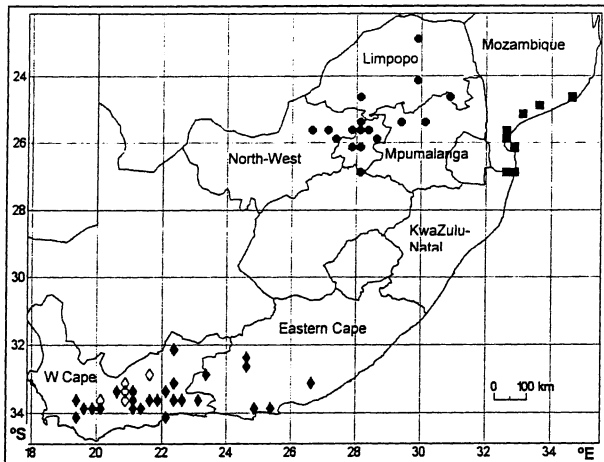 Mozambique
Limpopo
24
North-West
Mpumalanga
26
28
KwaZulu-
Natal
30
Eastern Cape
32
W Cape
0 100 km
34
°S
18 20 22 24 26 28 30 32 34 °E